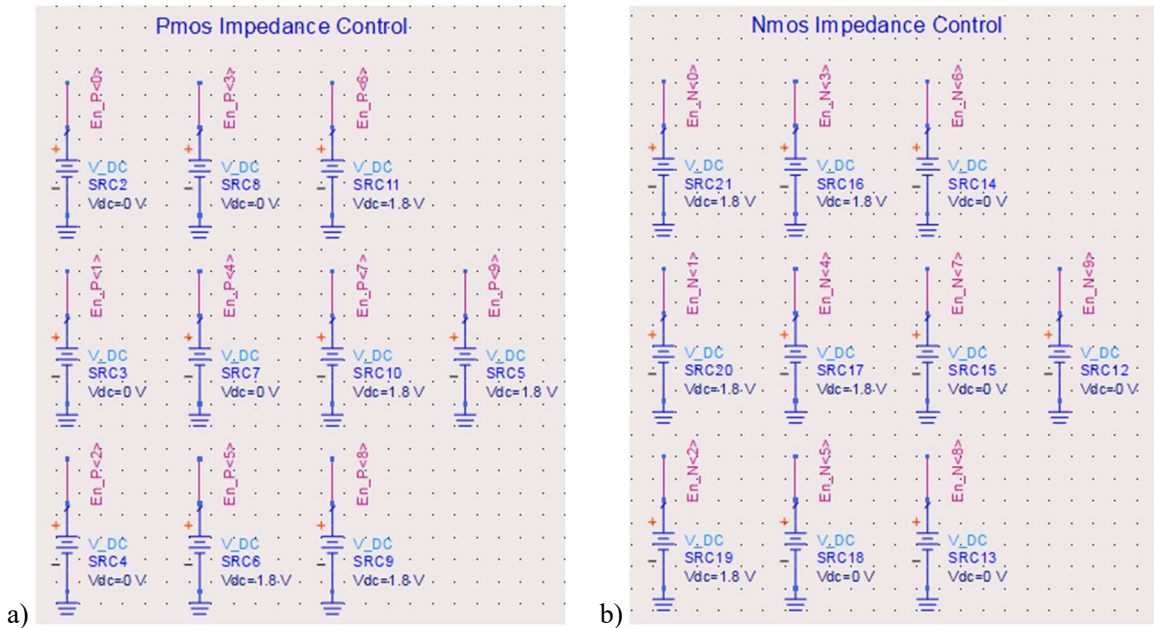 Pmos Impedance Control
En_P<0>
V_DC
SRC2
Vdc=0 V
En_P<3>
V_DC
SRC8
Vdc=0 V
En_P<6>
V_DC
SRC11
Vdc=1.8 V
En_P<1>
V_DC
SRC3
Vdc=0 V
En_P<4>
V_DC
SRC7
Vdc=0 V
En_P<7>
V_DC
SRC10
Vdc=1.8 V
En_P<9>
V_DC
SRC5
Vdc=1.8 V
En_P<2>
V_DC
SRC4
Vdc=0 V
En_P<5>
V_DC
SRC6
Vdc=1.8 V
En_P<8>
V_DC
SRC9
Vdc=1.8 V
a)
Nmos Impedance Control
En_N<0>
V_DC
SRC21
Vdc=1.8 V
En_N<3>
V_DC
SRC16
Vdc=1.8 V
En_N<6>
V_DC
SRC14
Vdc=0 V
En_N<1>
V_DC
SRC20
Vdc=1.8 V
En_N<4>
V_DC
SRC17
Vdc=1.8 V
En_N<7>
V_DC
SRC15
Vdc=0 V
En_N<9>
V_DC
SRC12
Vdc=0 V
En_N<2>
V_DC
SRC19
Vdc=1.8 V
En_N<5>
V_DC
SRC18
Vdc=0 V
En_N<8>
V_DC
SRC13
Vdc=0 V
b)